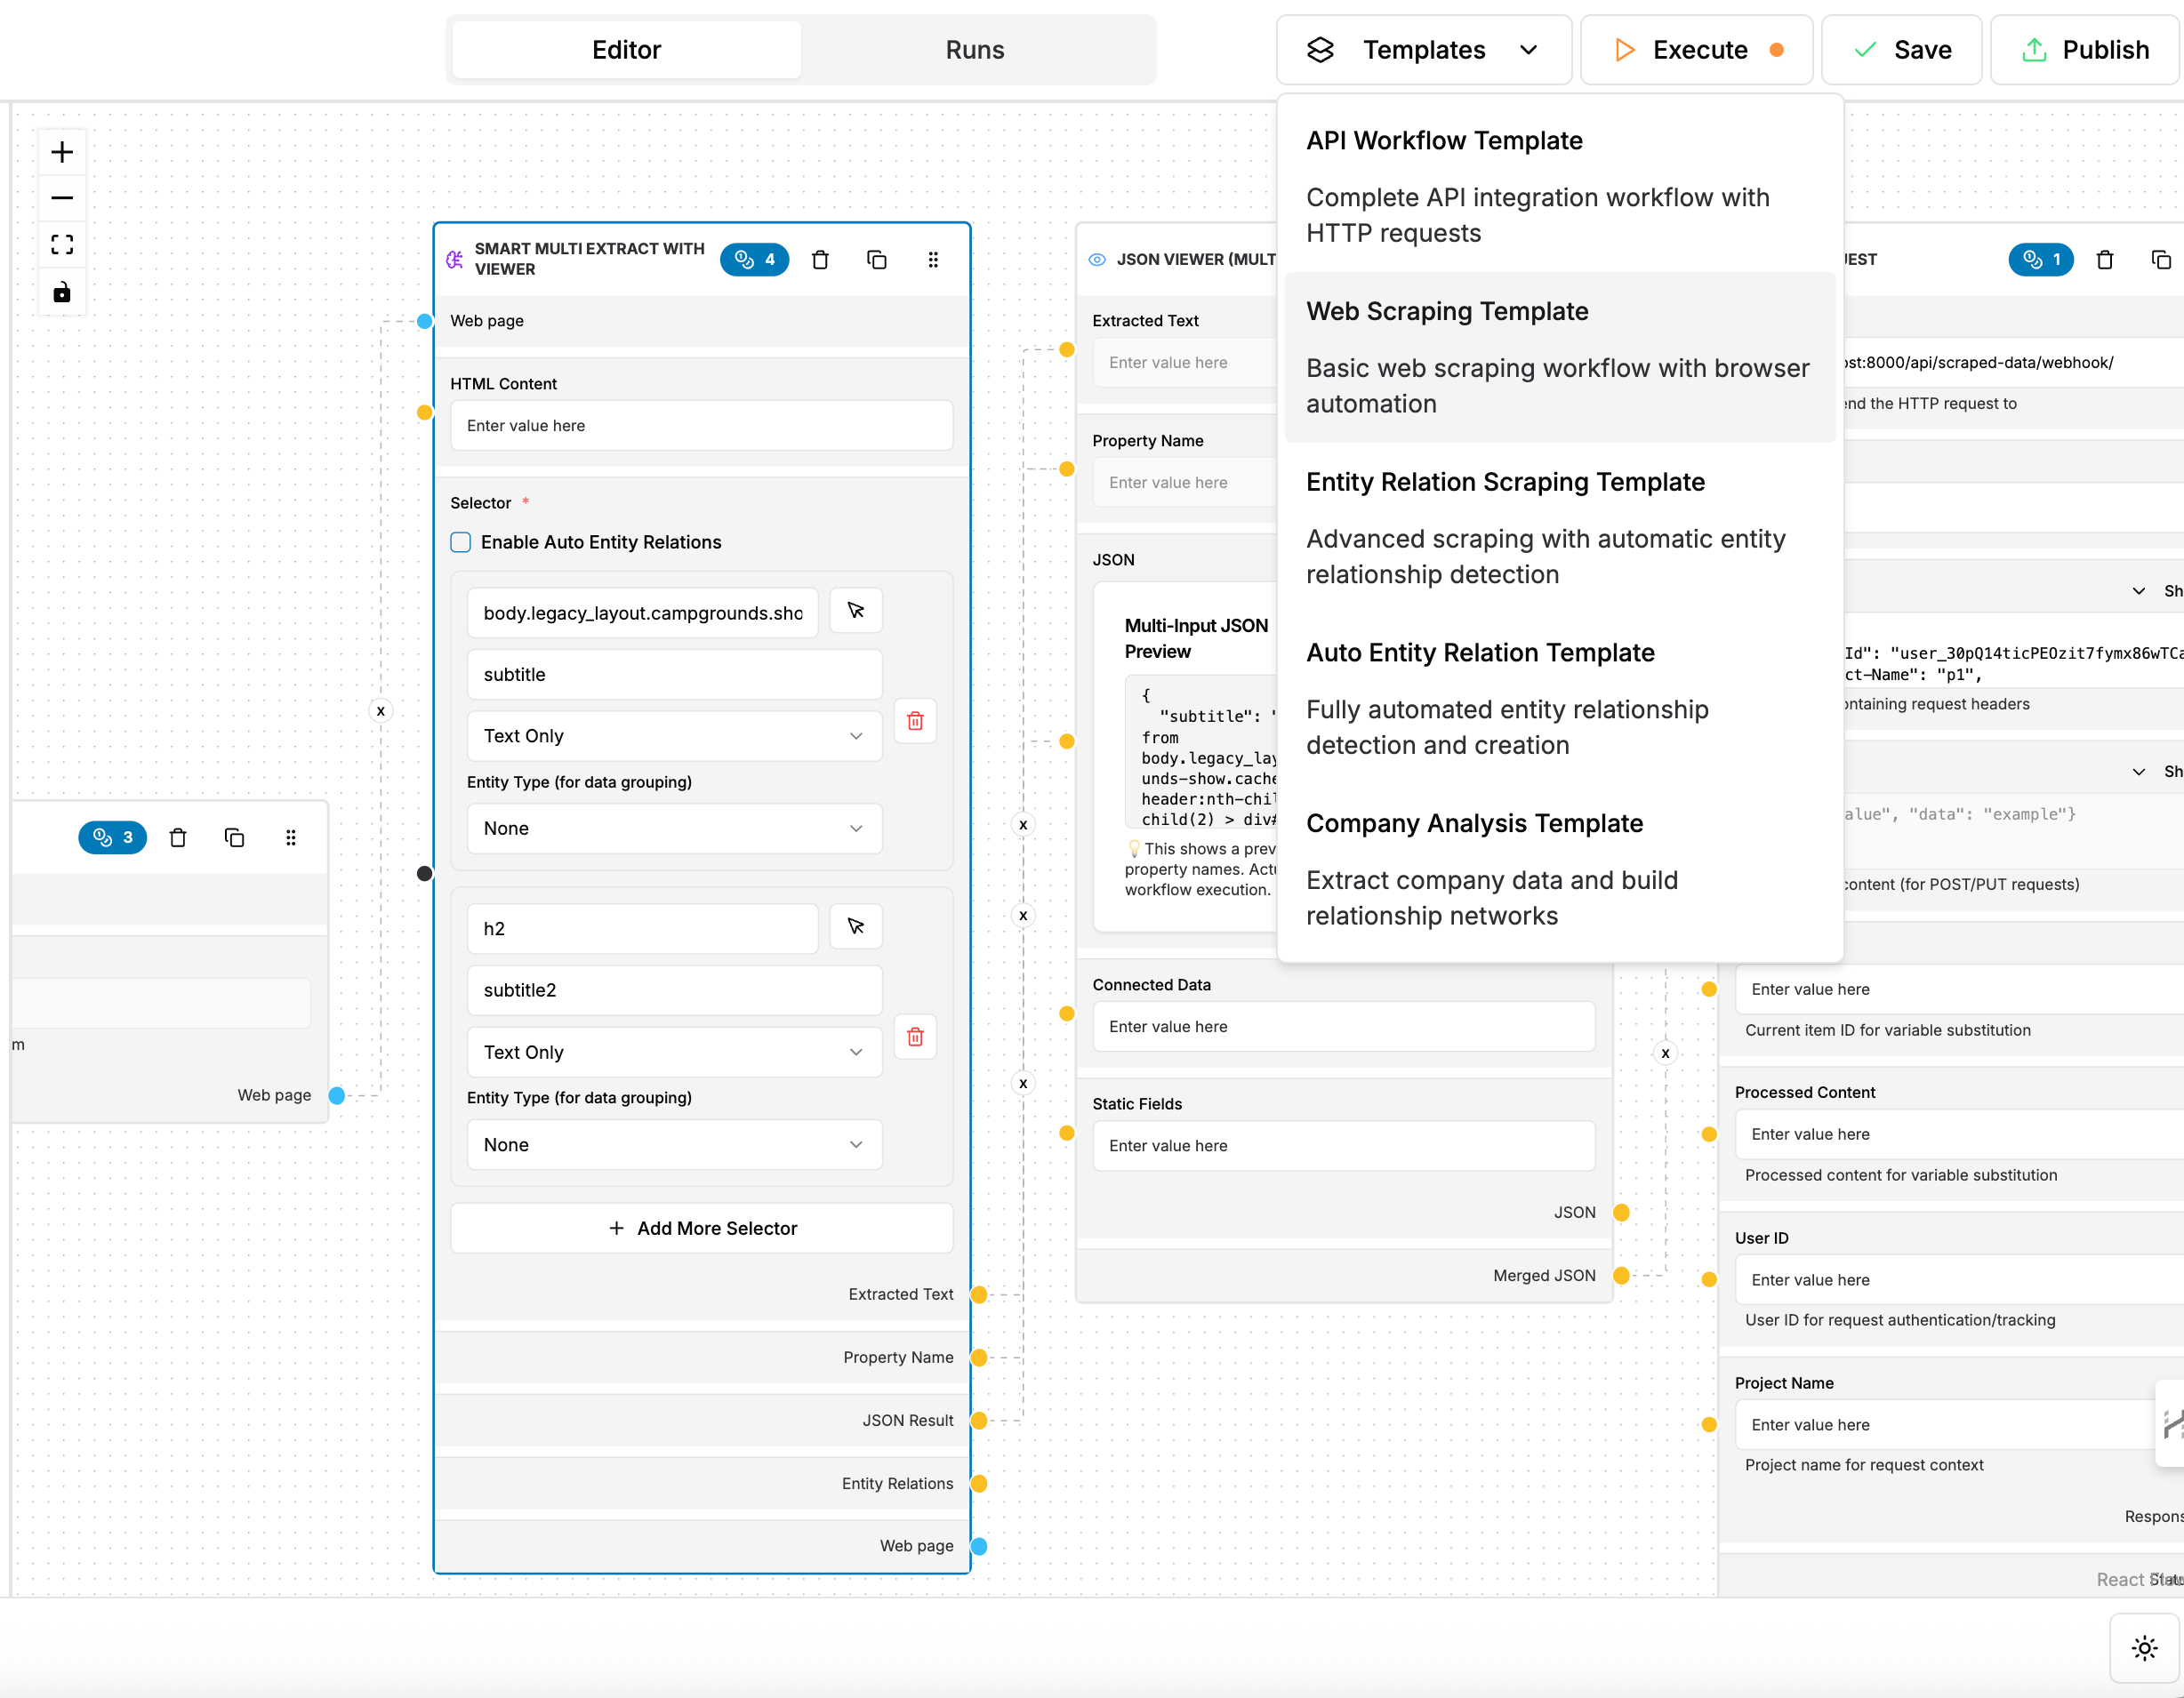 Editor
Runs
Templates
Execute
Save
Publish
API Workflow Template
Complete API integration workflow with
HTTP requests
Web Scraping Template
Basic web scraping workflow with browser
automation
Entity Relation Scraping Template
Advanced scraping with automatic entity
relationship detection
Auto Entity Relation Template
Fully automated entity relationship
detection and creation
Company Analysis Template
Extract company data and build
relationship networks
3
m
Web page
x
SMART MULTI EXTRACT WITH
VIEWER
4
Web page
HTML Content
Enter value here
Selector *
Enable Auto Entity Relations
body.legacy_layout.campgrounds.sho
subtitle
Text Only
Entity Type (for data grouping)
None
h2
subtitle2
Text Only
Entity Type (for data grouping)
None
+ Add More Selector
Extracted Text
Property Name
JSON Result
Entity Relations
Web page
x
x
x
JSON VIEWER (MULT
Extracted Text
Enter value here
Property Name
Enter value here
JSON
Multi-Input JSON
Preview
{
"subtitle": "
from
body.legacy_lay
unds-show.cache
header:nth-chil
child(2) > div#
💡 This shows a prev
property names. Actu
workflow execution.
Connected Data
Enter value here
Static Fields
Enter value here
JSON
Merged JSON
x
UEST
1
ost:8000/api/scraped-data/webhook/
end the HTTP request to
Sh
Id": "user_30pQ14ticPEOzit7fymx86wTCa
ct-Name": "p1",
ontaining request headers
Sh
alue", "data": "example"}
content (for POST/PUT requests)
Enter value here
Current item ID for variable substitution
Processed Content
Enter value here
Processed content for variable substitution
User ID
Enter value here
User ID for request authentication/tracking
Project Name
Enter value here
Project name for request context
Respons
React